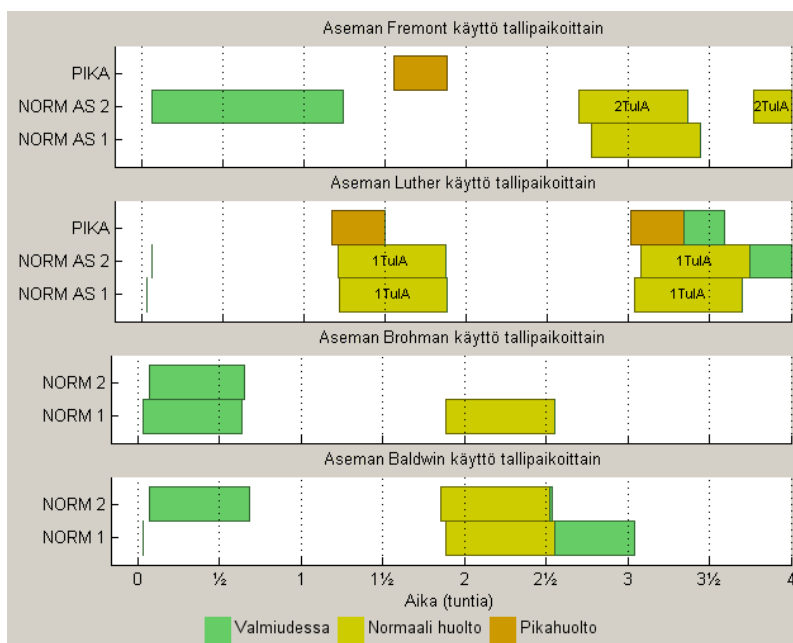 Aseman Fremont käyttö tallipaikoittain
PIKA
NORM AS 2
2TulA
2TulA
NORM AS 1
Aseman Luther käyttö tallipaikoittain
PIKA
NORM AS 2
1TulA
1TulA
NORM AS 1
1TulA
1TulA
Aseman Brohman käyttö tallipaikoittain
NORM 2
NORM 1
Aseman Baldwin käyttö tallipaikoittain
NORM 2
NORM 1
0 ½ 1 1½ 2 2½ 3 3½ 4
Aika (tuntia)
Valmiudessa Normaali huolto Pikahuolto